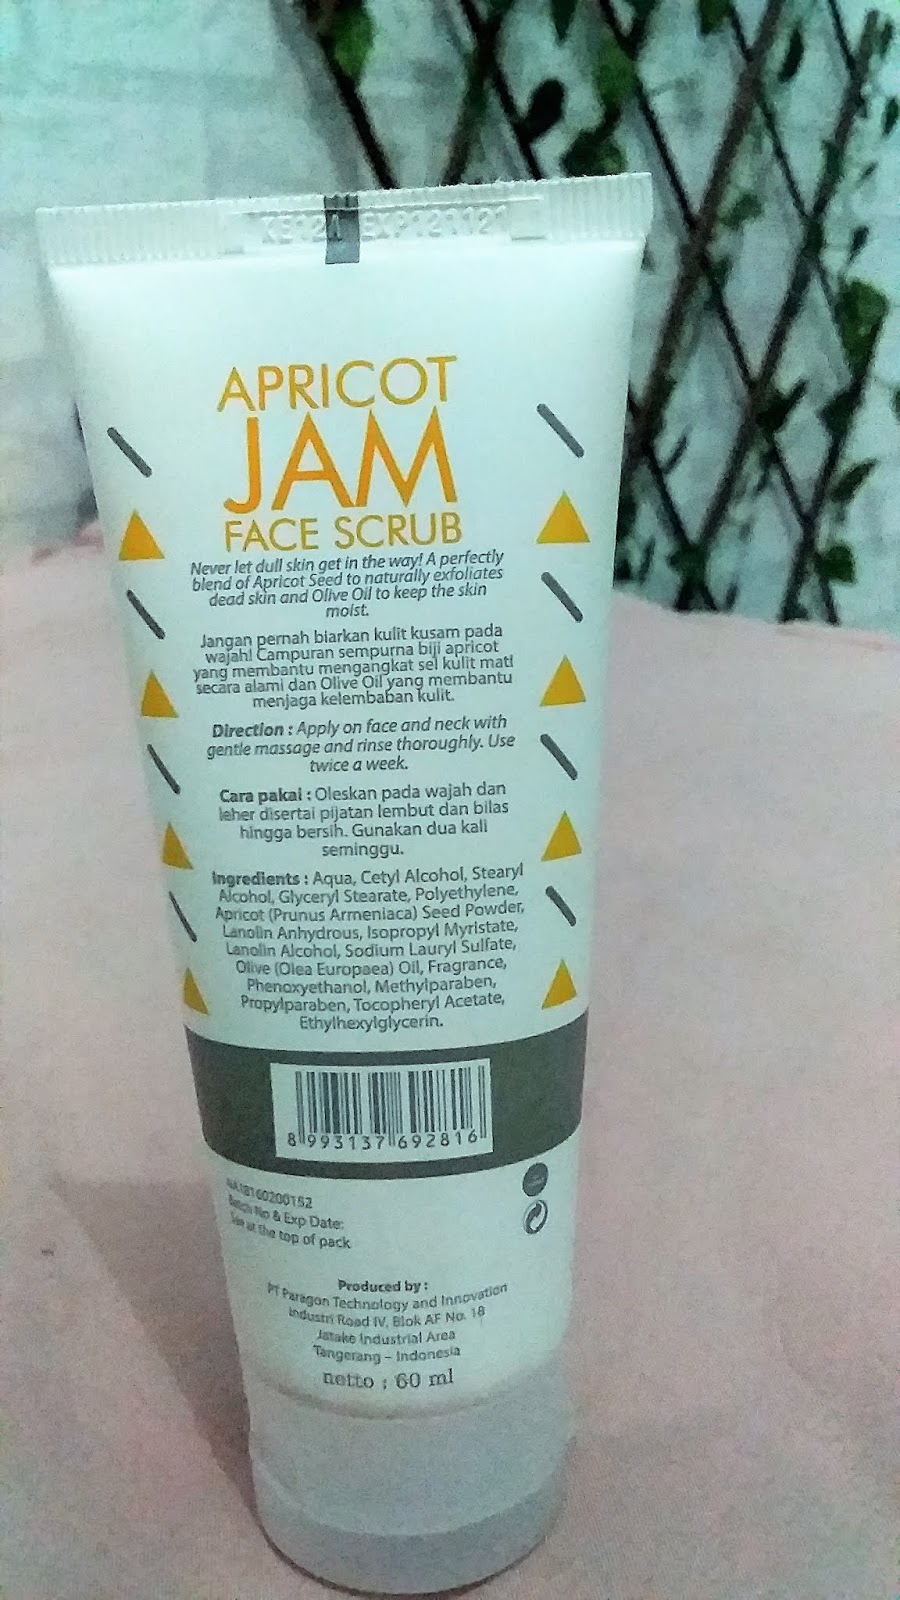 APRICOT
JAM
FACE SCRUB
Never let dull skin get in the way! A perfectly
blend of Apricot Seed to naturally exfoliates
dead skin and Olive Oil to keep the skin
moist.
Jangan pernah biarkan kulit kusam pada
wajah! Campuran sempurna biji apricot
yang membantu mengangkat sel kulit mati
secara alami dan Olive Oil yang membantu
menjaga kelembaban kulit.
Direction : Apply on face and neck with
gentle massage and rinse thoroughly. Use
twice a week.
Cara pakai : Oleskan pada wajah dan
leher disertai pijatan lembut dan bilas
hingga bersih. Gunakan dua kali
seminggu.
Ingredients : Aqua, Cetyl Alcohol, Stearyl
Alcohol, Glyceryl Stearate, Polyethylene,
Apricot (Prunus Armeniaca) Seed Powder,
Lanolin Anhydrous, Isopropyl Myristate,
Lanolin Alcohol, Sodium Lauryl Sulfate,
Olive (Olea Europaea) Oil, Fragrance,
Phenoxyethanol, Methylparaben,
Propylparaben, Tocopheryl Acetate,
Ethylhexylglycerin.
8 993137 692816
NA18160200152
Batch No & Exp Date:
See at the top of pack
Produced by :
PT Paragon Technology and Innovation
Industri Road IV, Blok AF No. 18
Jatake Industrial Area
Tangerang – Indonesia
netto : 60 ml